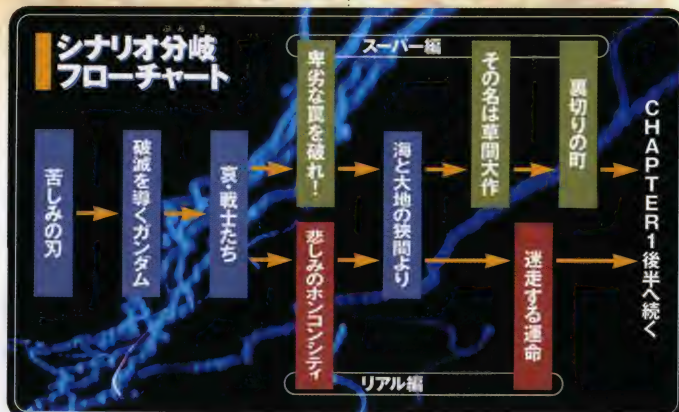 シナリオ分岐
ぶんき
フローチャート
スーパー編
苦しみの刃
破滅を導くガンダム
哀・戦士たち
卑劣な罠を破れ!
悲しみのホンコンシティ
海と大地の狭間より
その名は草間大作
迷走する運命
裏切りの町
CHAPTER1後半へ続く
リアル編